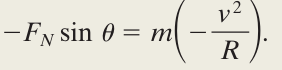 −F_N sin θ = m(−v²/R).